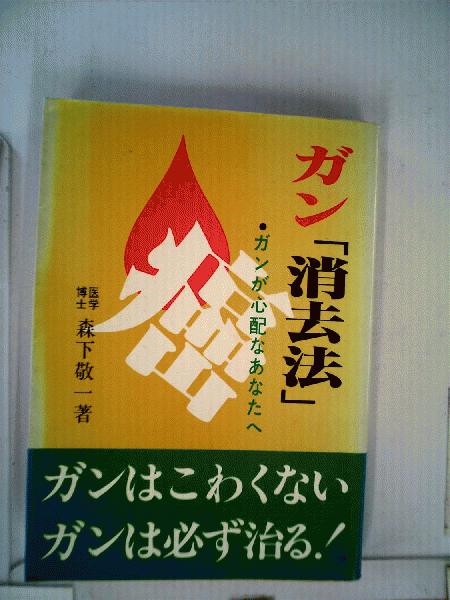 ガン「消去法」
・ガンが心配なあなたへ
癌
医学
博士
森下敬一著
ガンはこわくない
ガンは必ず治る!